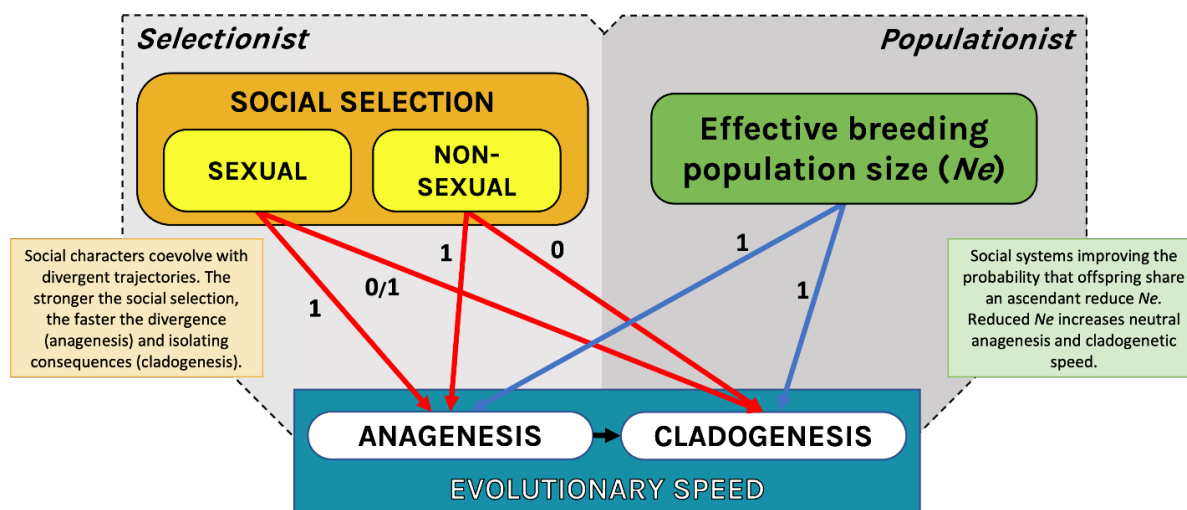 Selectionist
Populationist
SOCIAL SELECTION
SEXUAL
NON-
SEXUAL
Effective breeding
population size (Ne)
Social characters coevolve with
divergent trajectories. The
stronger the social selection,
the faster the divergence
(anagenesis) and isolating
consequences (cladogenesis).
1
0/1
1
0
1
1
Social systems improving the
probability that offspring share
an ascendant reduce Ne.
Reduced Ne increases neutral
anagenesis and cladogenetic
speed.
ANAGENESIS
CLADOGENESIS
EVOLUTIONARY SPEED